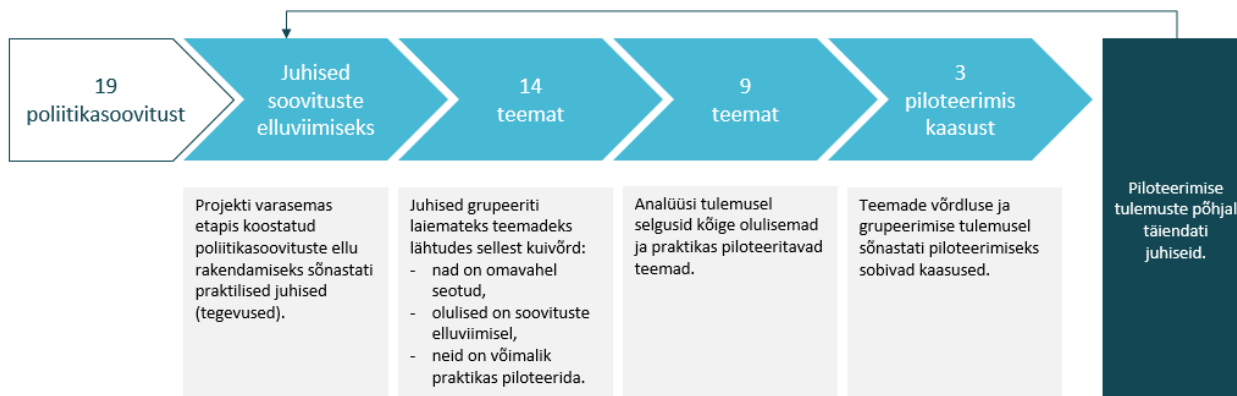 19
poliitikasoovitust
Juhised
soovituste
elluviimiseks
14
teemat
9
teemat
3
piloteerimis
kaasust
Projekti varasemas
etapis koostatud
poliitikasoovituste ellu
rakendamiseks sõnastati
praktilised juhised
(tegevused).
Juhised grupeeriti
laiemateks teemadeks
lähtudes sellest kuivõrd:
- nad on omavahel
seotud,
- olulised on soovituste
elluviimisel,
- neid on võimalik
praktikas piloteerida.
Analüüsi tulemusel
selgusid kõige olulisemad
ja praktikas piloteeritavad
teemad.
Teemade võrdluse ja
grupeerimise tulemusel
sõnastati piloteerimiseks
sobivad kaasused.
Piloteerimise
tulemuste põhjal
täiendati
juhiseid.